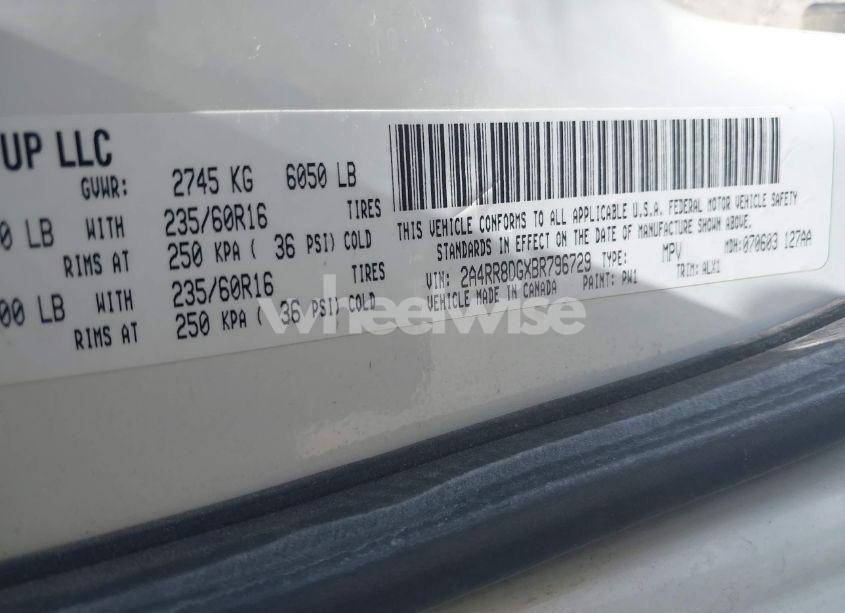 UP LLC
GVWR: 2745 KG 6050 LB
0 LB WITH 235/60R16 TIRES
RIMS AT 250 KPA ( 36 PSI) COLD
00 LB WITH 235/60R16 TIRES
RIMS AT 250 KPA ( 36 PSI) COLD
THIS VEHICLE CONFORMS TO ALL APPLICABLE U.S.A. FEDERAL MOTOR VEHICLE SAFETY
STANDARDS IN EFFECT ON THE DATE OF MANUFACTURE SHOWN ABOVE.
MDH: 070603 127AA
VIN: 2A4RR8DGXBR796729 TYPE: MPV
VEHICLE MADE IN CANADA PAINT: PW1 TRIM: ALX1
wheelwise